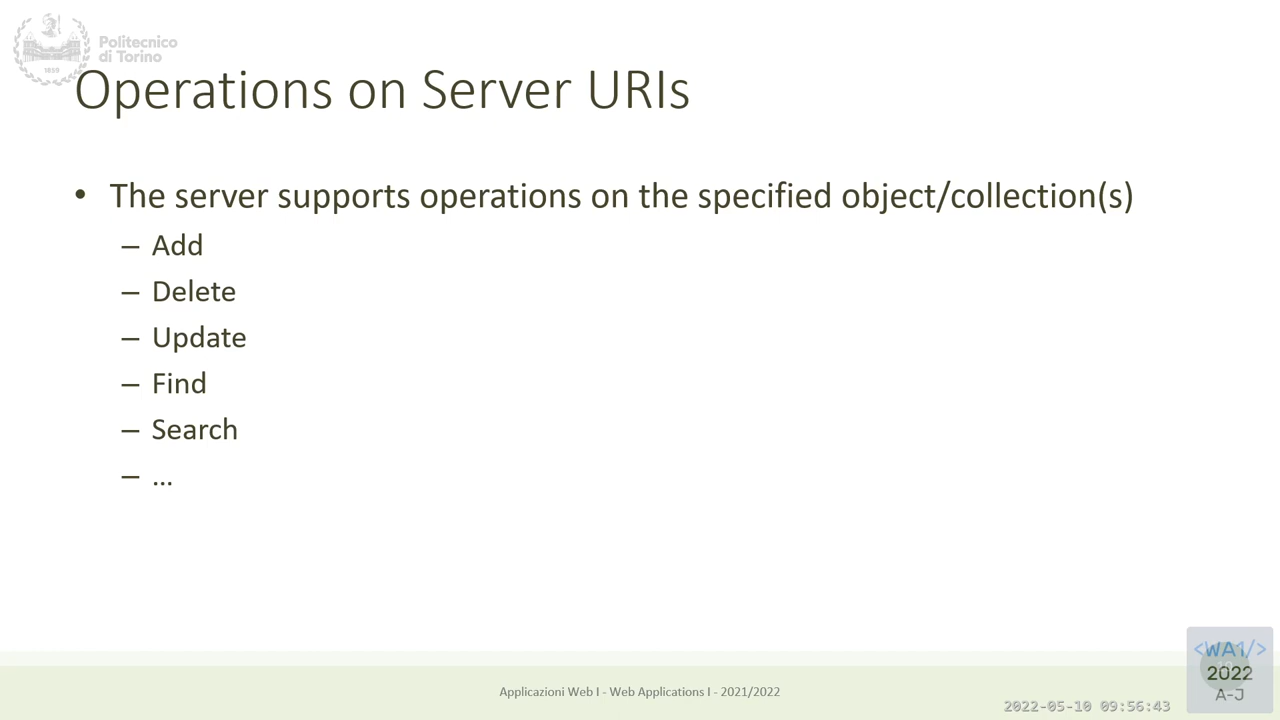 Politecnico
di Torino
1859
Operations on Server URIs
• The server supports operations on the specified object/collection(s)
– Add
– Delete
– Update
– Find
– Search
– …
Applicazioni Web I - Web Applications I - 2021/2022
2022-05-10 09:56:43
<WA1/>
2022
A-J